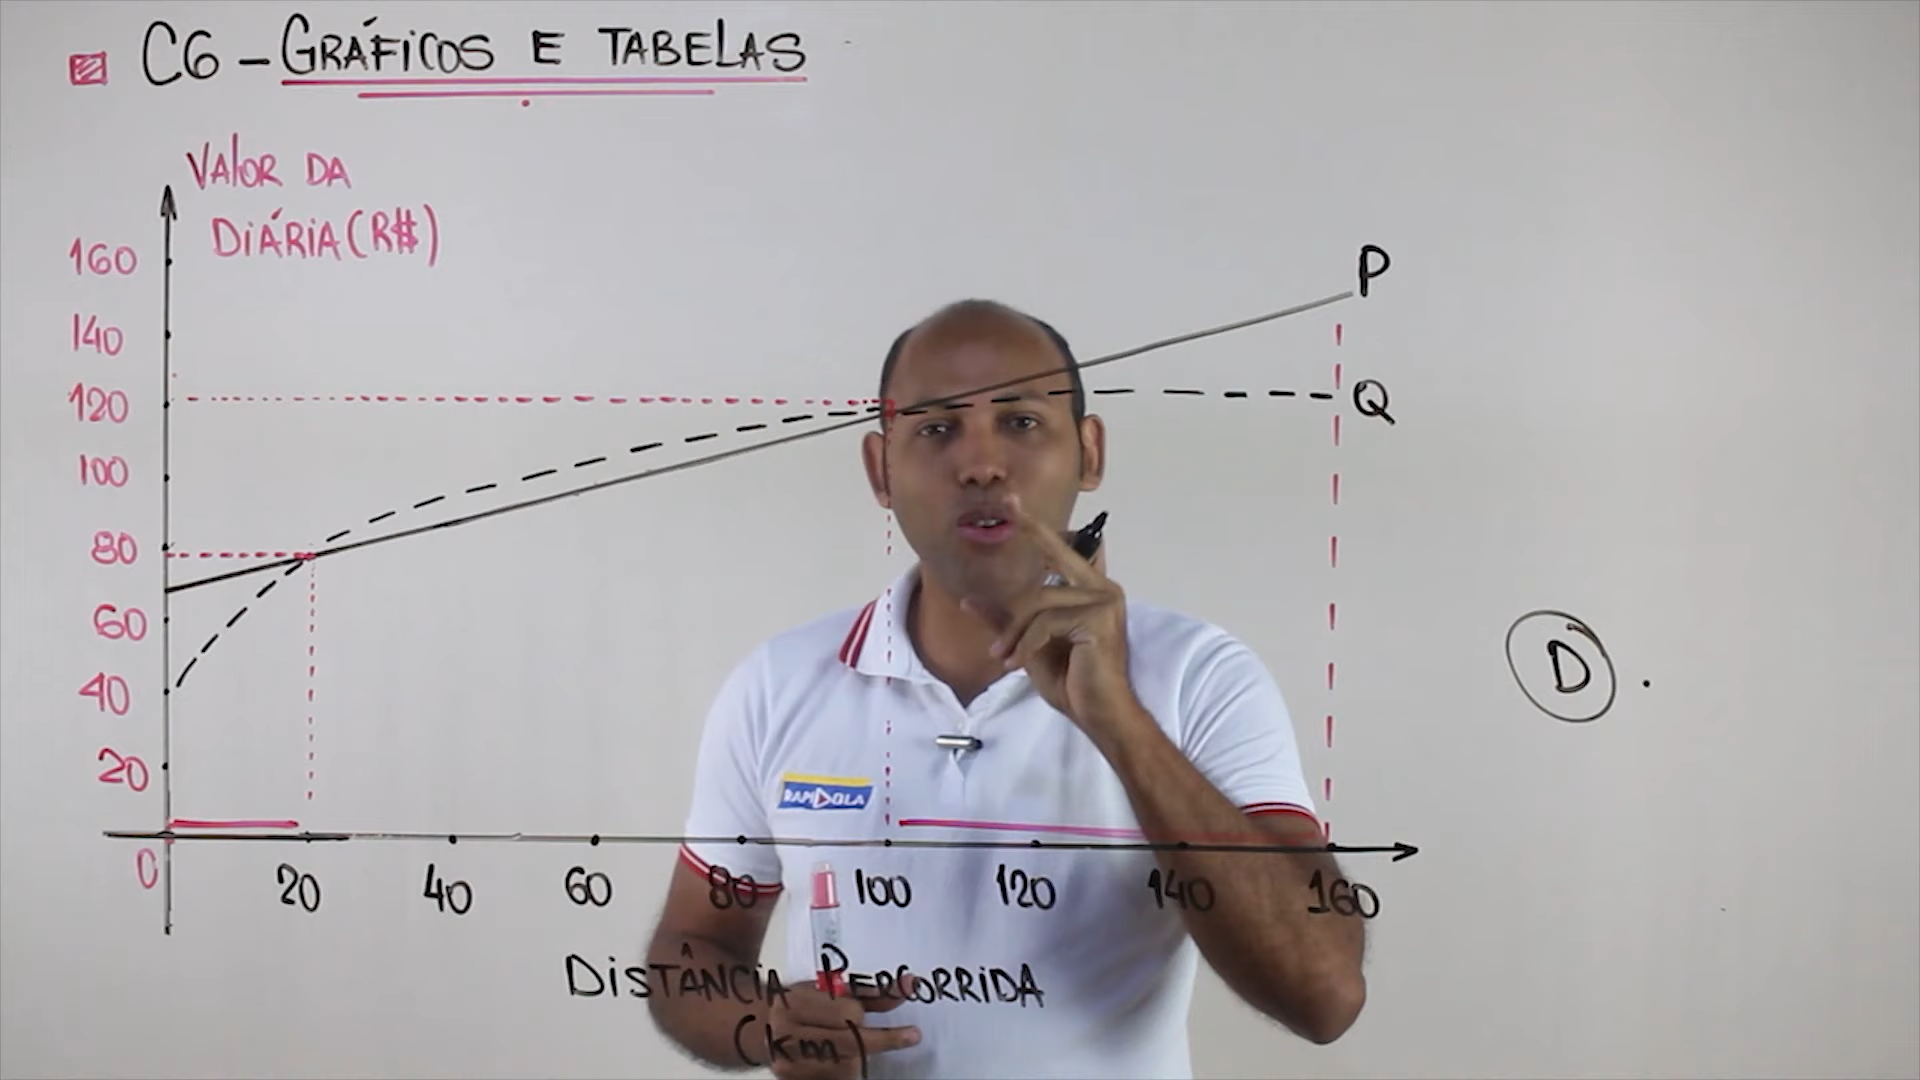 C6 - GRÁFICOS E TABELAS
VALOR DA
DIÁRIA (R$)
160
140
120
100
80
60
40
20
0
P
Q
D .
RAPIDOLA
20 40 60 80 100 120 140 160
DISTÂNCIA PERCORRIDA
(km)